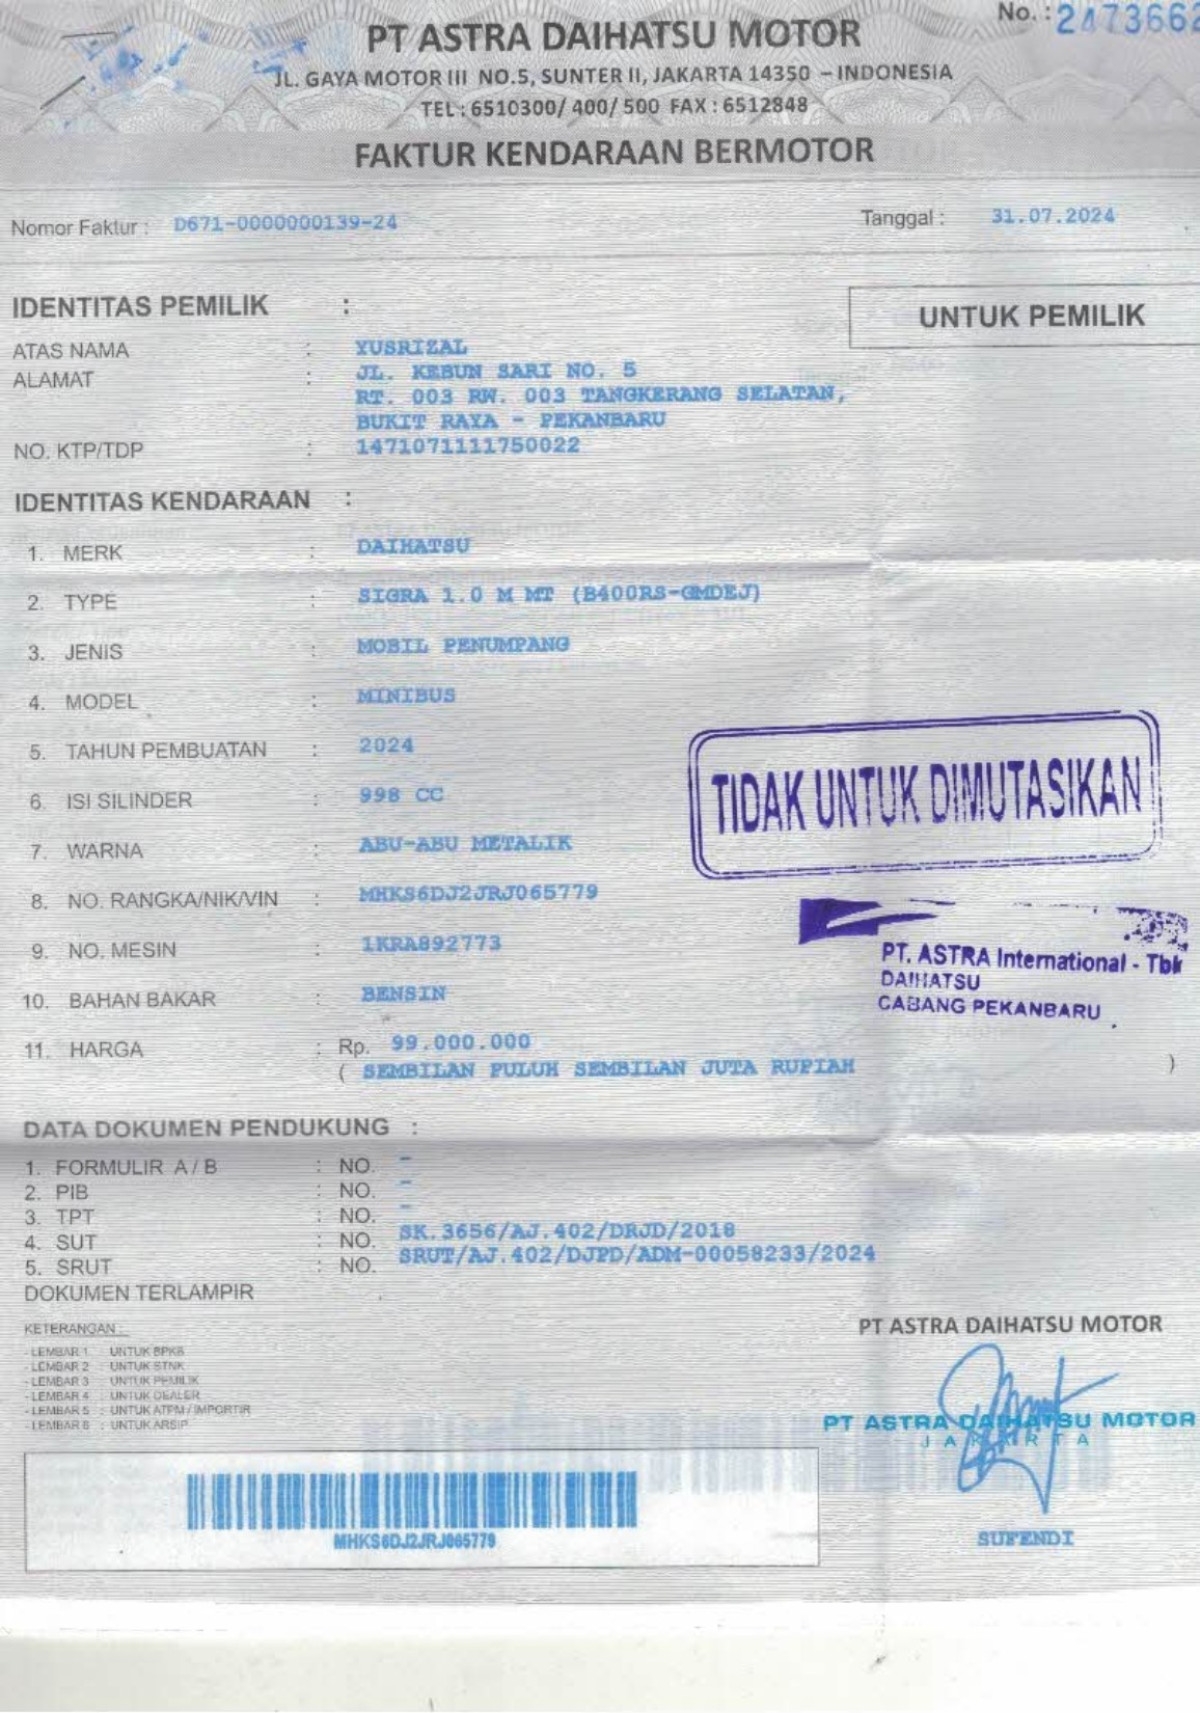 No. : 2473662
PT ASTRA DAIHATSU MOTOR
JL. GAYA MOTOR III NO.5, SUNTER II, JAKARTA 14350 – INDONESIA
TEL : 6510300/ 400/ 500 FAX : 6512848
FAKTUR KENDARAAN BERMOTOR
Nomor Faktur : D671-0000000139-24
Tanggal : 31.07.2024
IDENTITAS PEMILIK :
UNTUK PEMILIK
ATAS NAMA : YUSRIZAL
ALAMAT : JL. KEBUN SARI NO. 5
RT. 003 RW. 003 TANGKERANG SELATAN,
BUKIT RAYA - PEKANBARU
NO. KTP/TDP : 1471071111750022
IDENTITAS KENDARAAN :
1. MERK : DAIHATSU
2. TYPE : SIGRA 1.0 M MT (B400RS-GMDEJ)
3. JENIS : MOBIL PENUMPANG
4. MODEL : MINIBUS
5. TAHUN PEMBUATAN : 2024
6. ISI SILINDER : 998 CC
7. WARNA : ABU-ABU METALIK
8. NO. RANGKA/NIK/VIN : MHKS6DJ2JRJ065779
9. NO. MESIN : 1KRA892773
10. BAHAN BAKAR : BENSIN
11. HARGA : Rp. 99.000.000
( SEMBILAN PULUH SEMBILAN JUTA RUPIAH )
TIDAK UNTUK DIMUTASIKAN
PT. ASTRA International - Tbk
DAIHATSU
CABANG PEKANBARU
DATA DOKUMEN PENDUKUNG :
1. FORMULIR A / B : NO. -
2. PIB : NO. -
3. TPT : NO. -
4. SUT : NO. SK.3656/AJ.402/DRJD/2018
5. SRUT : NO. SRUT/AJ.402/DJPD/ADM-00058233/2024
DOKUMEN TERLAMPIR
KETERANGAN :
- LEMBAR 1 : UNTUK BPKB
- LEMBAR 2 : UNTUK STNK
- LEMBAR 3 : UNTUK PEMILIK
- LEMBAR 4 : UNTUK DEALER
- LEMBAR 5 : UNTUK ATPM / IMPORTIR
- LEMBAR 6 : UNTUK ARSIP
PT ASTRA DAIHATSU MOTOR
PT ASTRA DAIHATSU MOTOR
JAKARTA
SUFENDI
MHKS6DJ2JRJ065779